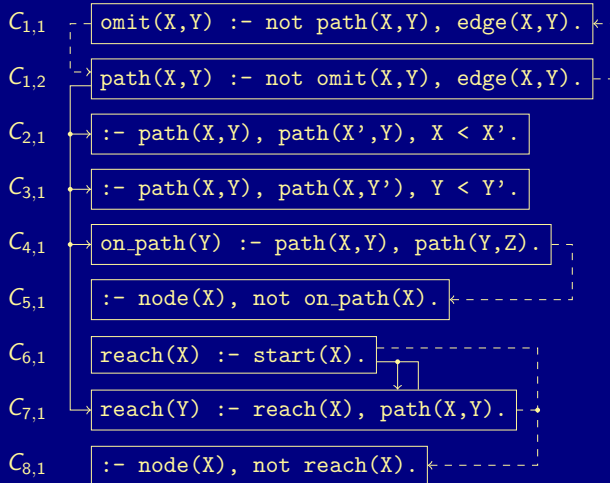 C1,1 omit(X,Y) :- not path(X,Y), edge(X,Y).
C1,2 path(X,Y) :- not omit(X,Y), edge(X,Y).
C2,1 :- path(X,Y), path(X',Y), X < X'.
C3,1 :- path(X,Y), path(X,Y'), Y < Y'.
C4,1 on_path(Y) :- path(X,Y), path(Y,Z).
C5,1 :- node(X), not on_path(X).
C6,1 reach(X) :- start(X).
C7,1 reach(Y) :- reach(X), path(X,Y).
C8,1 :- node(X), not reach(X).